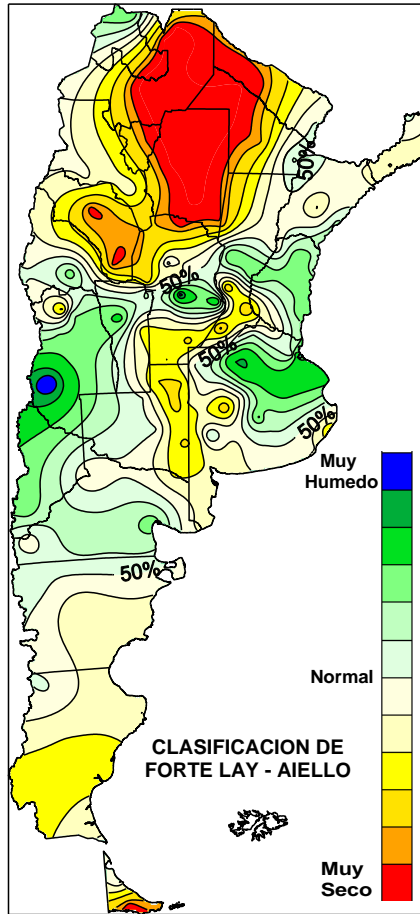 50%
50%
50%
50%
50%
Muy
Humedo
Normal
CLASIFICACION DE
FORTE LAY - AIELLO
Muy
Seco